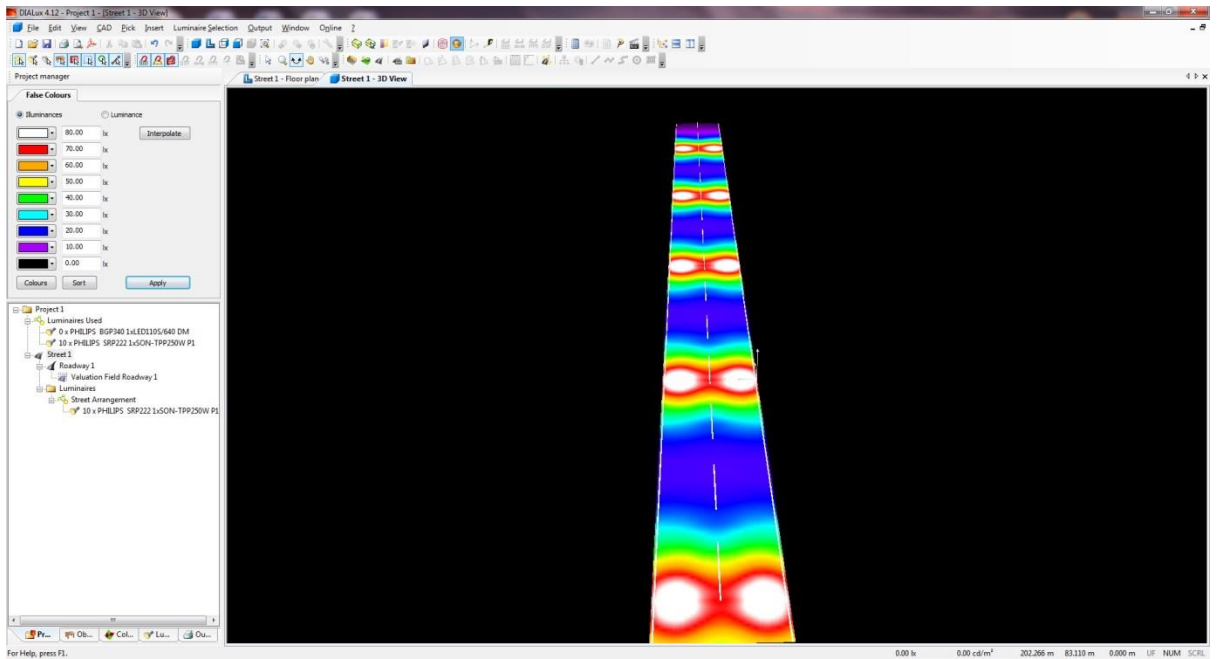 DIALux 4.12 - Project 1 - [Street 1 - 3D View]
File Edit View CAD Pick Insert Luminaire Selection Output Window Online ?
Project manager
Street 1 - Floor plan Street 1 - 3D View
False Colours
Illuminances Luminance
80.00 lx Interpolate
70.00 lx
60.00 lx
50.00 lx
40.00 lx
30.00 lx
20.00 lx
10.00 lx
0.00 lx
Colours Sort Apply
Project 1
Luminaires Used
0 x PHILIPS BGP340 1xLED110S/640 DM
10 x PHILIPS SRP222 1xSON-TPP250W P1
Street 1
Roadway 1
Valuation Field Roadway 1
Luminaires
Street Arrangement
10 x PHILIPS SRP222 1xSON-TPP250W P1
Pr... Ob... Col... Lu... Ou...
For Help, press F1. 0.00 lx 0.00 cd/m² 202.266 m 83.110 m 0.000 m UF NUM SCRL